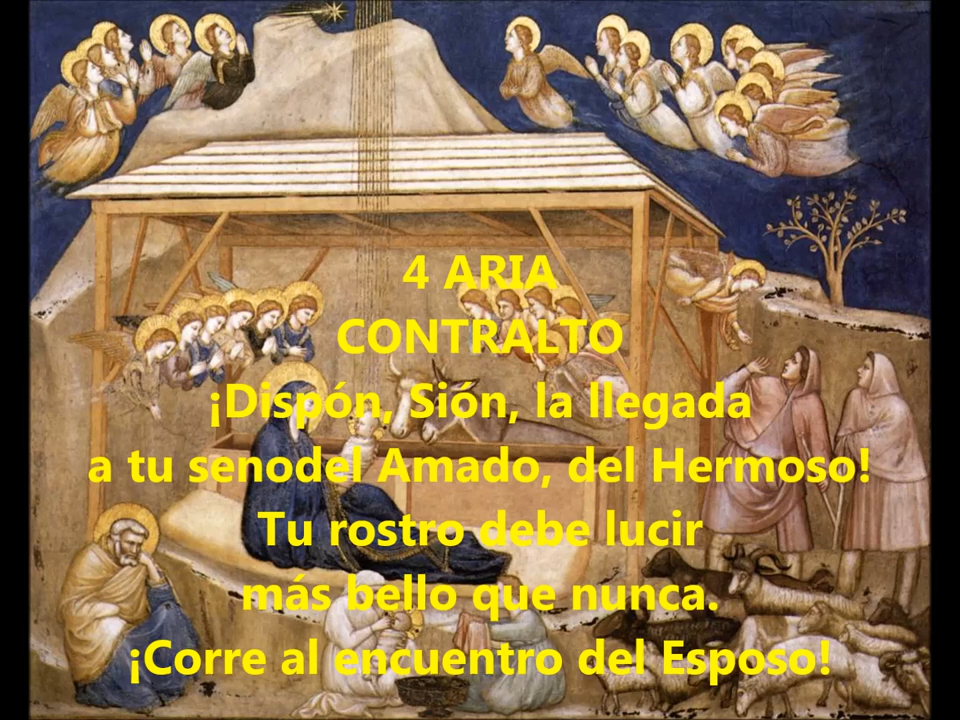 4 ARIA
CONTRALTO
¡Dispón, Sión, la llegada
a tu senodel Amado, del Hermoso!
Tu rostro debe lucir
más bello que nunca.
¡Corre al encuentro del Esposo!